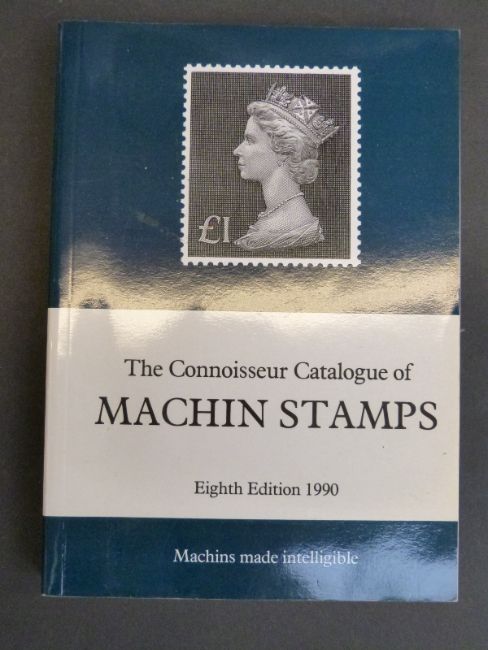 £1
The Connoisseur Catalogue of
MACHIN STAMPS
Eighth Edition 1990
Machins made intelligible